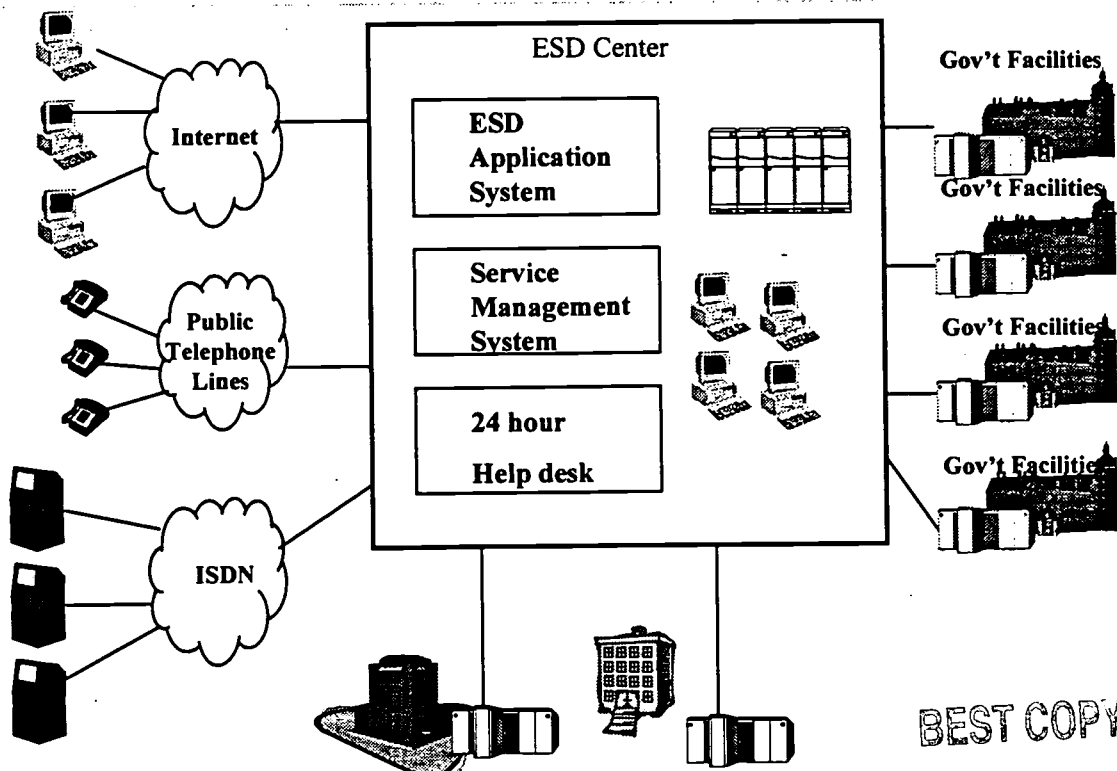 ESD Center
ESD
Application
System
Service
Management
System
24 hour
Help desk
Internet
Public
Telephone
Lines
ISDN
Gov't Facilities
Gov't Facilities
Gov't Facilities
Gov't Facilities
BEST COPY